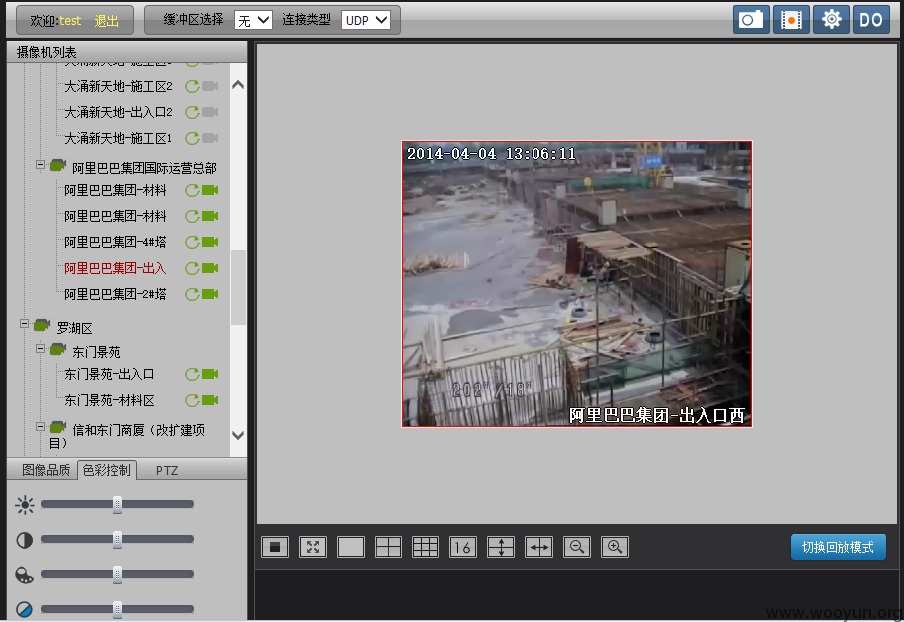 欢迎:test 退出
缓冲区选择 无 连接类型 UDP
DO
摄像机列表
大涌新天地-施工区2
大涌新天地-出入口2
大涌新天地-施工区1
阿里巴巴集团国际运营总部
阿里巴巴集团-材料
阿里巴巴集团-材料
阿里巴巴集团-4#塔
阿里巴巴集团-出入
阿里巴巴集团-2#塔
罗湖区
东门景苑
东门景苑-出入口
东门景苑-材料区
信和东门商厦（改扩建项
目）
图像品质 色彩控制 PTZ
2014-04-04 13:06:11
阿里巴巴集团-出入口西
16
切换回放模式
www.wooyun.org